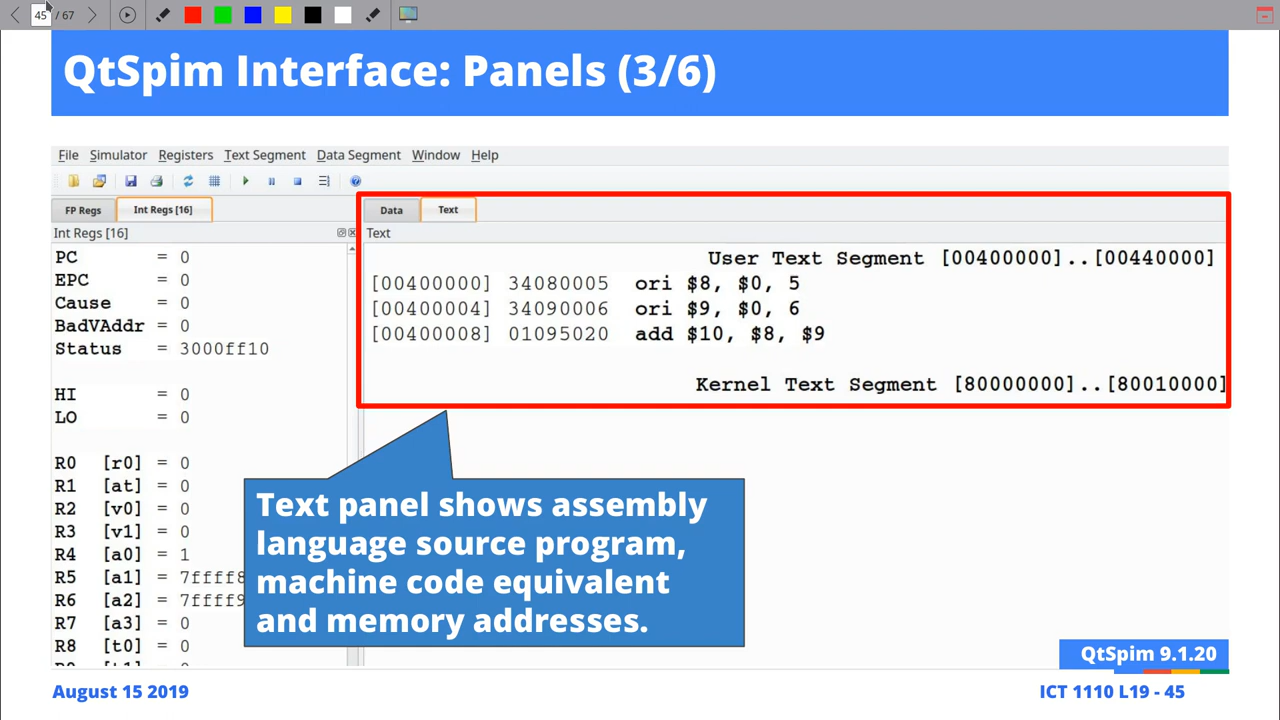 45 / 67
QtSpim Interface: Panels (3/6)
File Simulator Registers Text Segment Data Segment Window Help
FP Regs Int Regs [16]
Int Regs [16]
PC = 0
EPC = 0
Cause = 0
BadVAddr = 0
Status = 3000ff10
HI = 0
LO = 0
R0 [r0] = 0
R1 [at] = 0
R2 [v0] = 0
R3 [v1] = 0
R4 [a0] = 1
R5 [a1] = 7ffff8
R6 [a2] = 7ffff9
R7 [a3] = 0
R8 [t0] = 0
Data Text
Text
User Text Segment [00400000]..[00440000]
[00400000] 34080005 ori $8, $0, 5
[00400004] 34090006 ori $9, $0, 6
[00400008] 01095020 add $10, $8, $9
Kernel Text Segment [80000000]..[80010000]
Text panel shows assembly
language source program,
machine code equivalent
and memory addresses.
QtSpim 9.1.20
August 15 2019
ICT 1110 L19 - 45